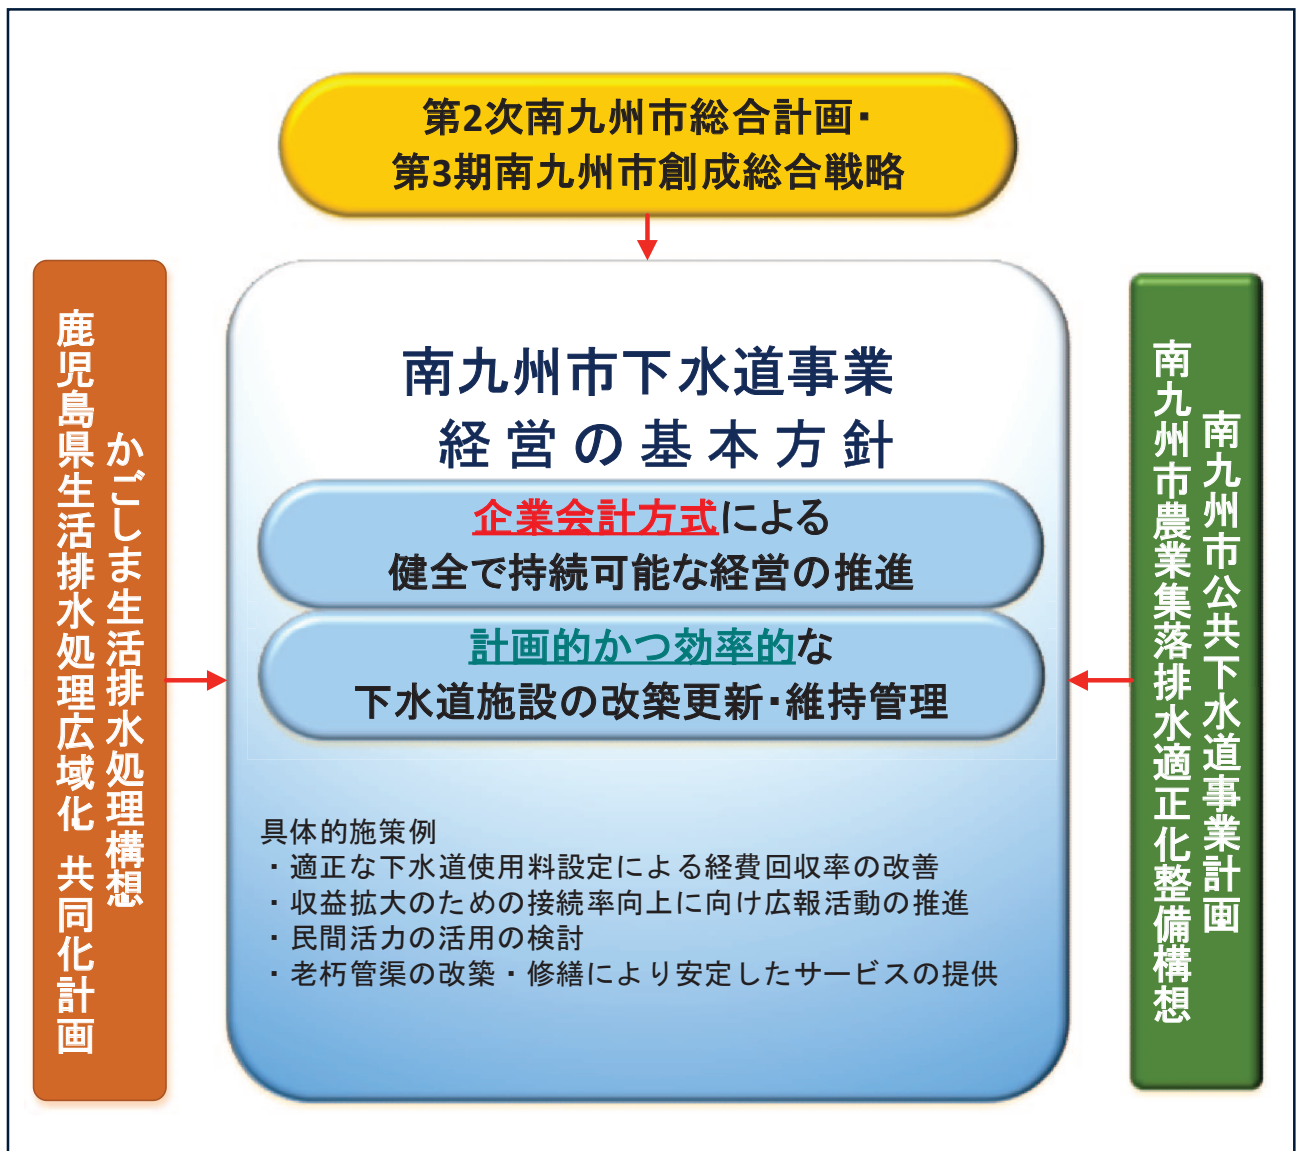 第2次南九州市総合計画・
第3期南九州市創成総合戦略
かごしま生活排水処理構想
鹿児島県生活排水処理広域化 共同化計画
南九州市下水道事業
経営の基本方針
企業会計方式による
健全で持続可能な経営の推進
計画的かつ効率的な
下水道施設の改築更新・維持管理
具体的施策例
・適正な下水道使用料設定による経費回収率の改善
・収益拡大のための接続率向上に向け広報活動の推進
・民間活力の活用の検討
・老朽管渠の改築・修繕により安定したサービスの提供
南九州市公共下水道事業計画
南九州市農業集落排水適正化整備構想